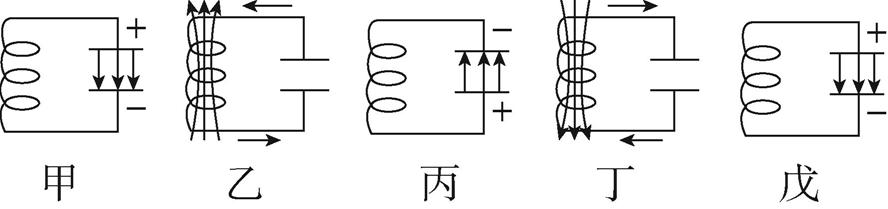 + − − + + −
甲 乙 丙 丁 戊